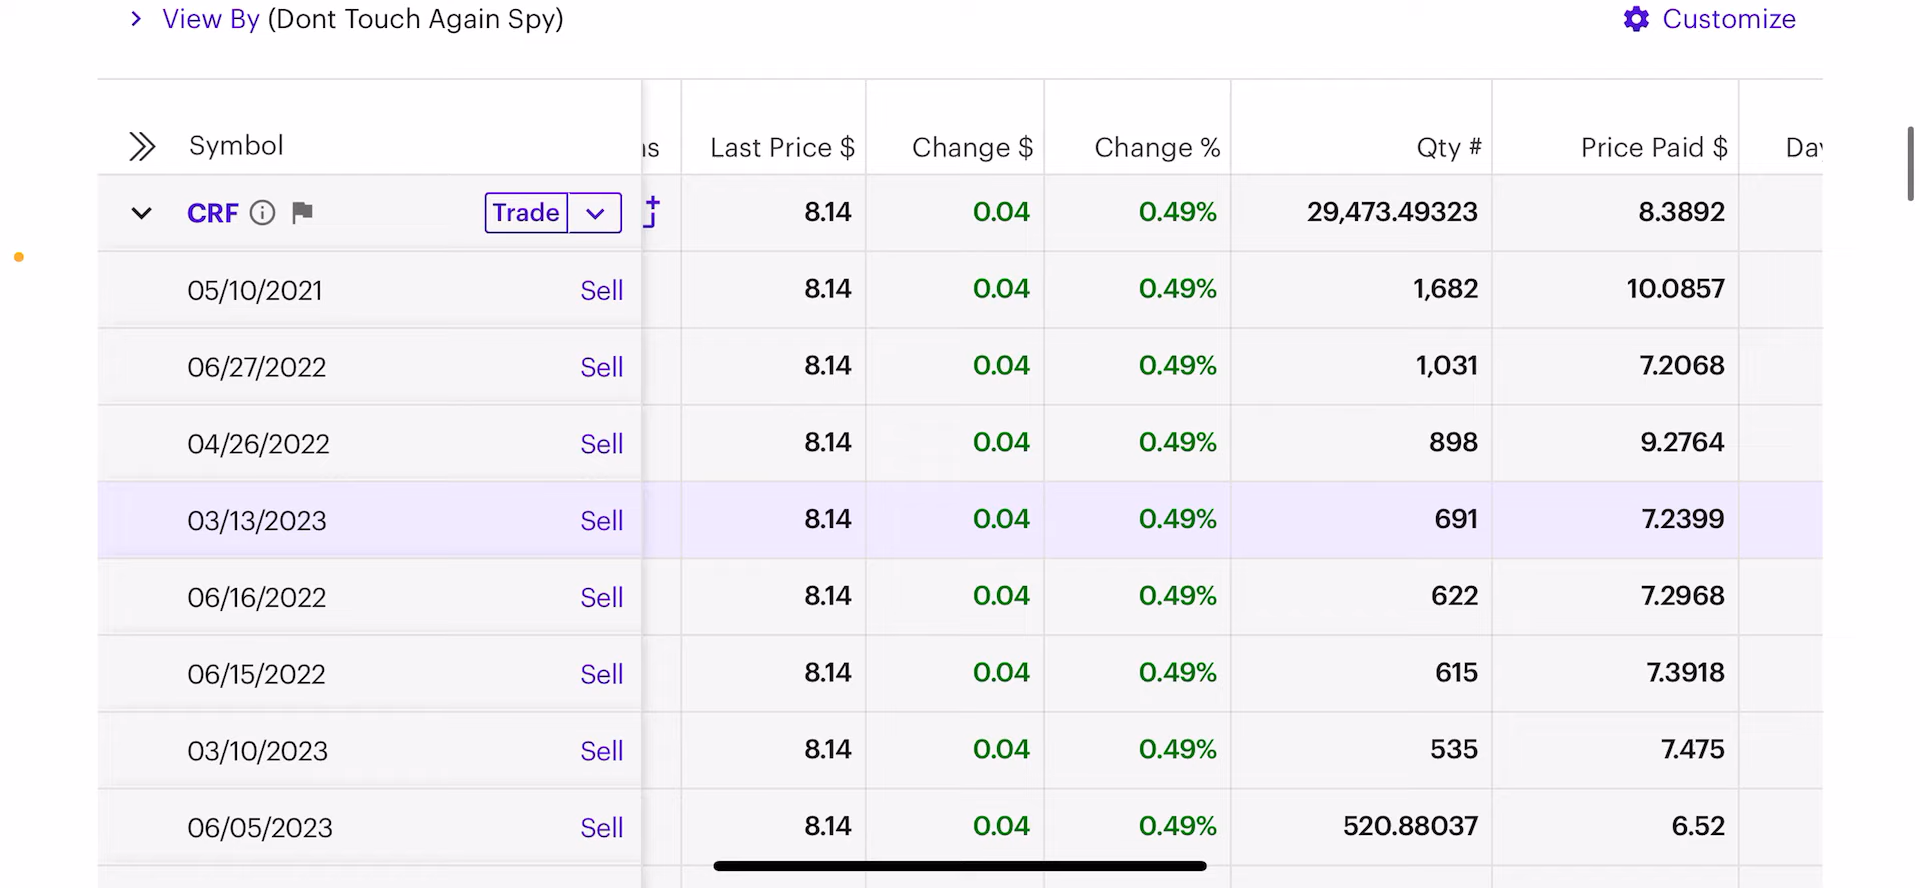 View By (Dont Touch Again Spy) Customize
Symbol Last Price $ Change $ Change % Qty # Price Paid $
CRF Trade 8.14 0.04 0.49% 29,473.49323 8.3892
05/10/2021 Sell 8.14 0.04 0.49% 1,682 10.0857
06/27/2022 Sell 8.14 0.04 0.49% 1,031 7.2068
04/26/2022 Sell 8.14 0.04 0.49% 898 9.2764
03/13/2023 Sell 8.14 0.04 0.49% 691 7.2399
06/16/2022 Sell 8.14 0.04 0.49% 622 7.2968
06/15/2022 Sell 8.14 0.04 0.49% 615 7.3918
03/10/2023 Sell 8.14 0.04 0.49% 535 7.475
06/05/2023 Sell 8.14 0.04 0.49% 520.88037 6.52